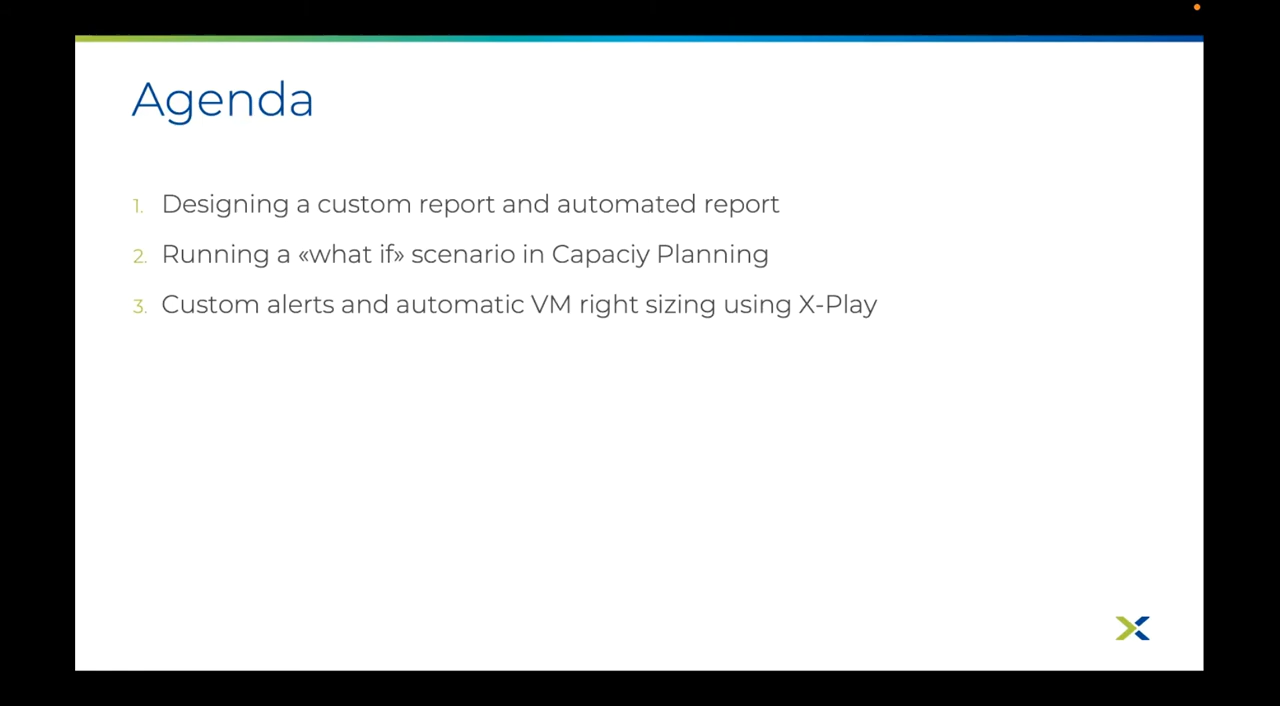 Agenda
1. Designing a custom report and automated report
2. Running a «what if» scenario in Capaciy Planning
3. Custom alerts and automatic VM right sizing using X-Play